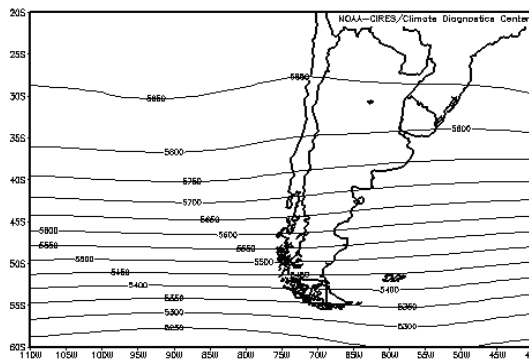 NOAA-CIRES/Climate Diagnostics Center
20S
25S
30S
35S
40S
45S
50S
55S
60S
5850 5850
5800 5800
5750
5700
5650
5600 5600
5550 5550
5500 5500
5450
5400 5400
5350 5350
5300 5300
5250
110W 105W 100W 95W 90W 85W 80W 75W 70W 65W 60W 55W 50W 45W